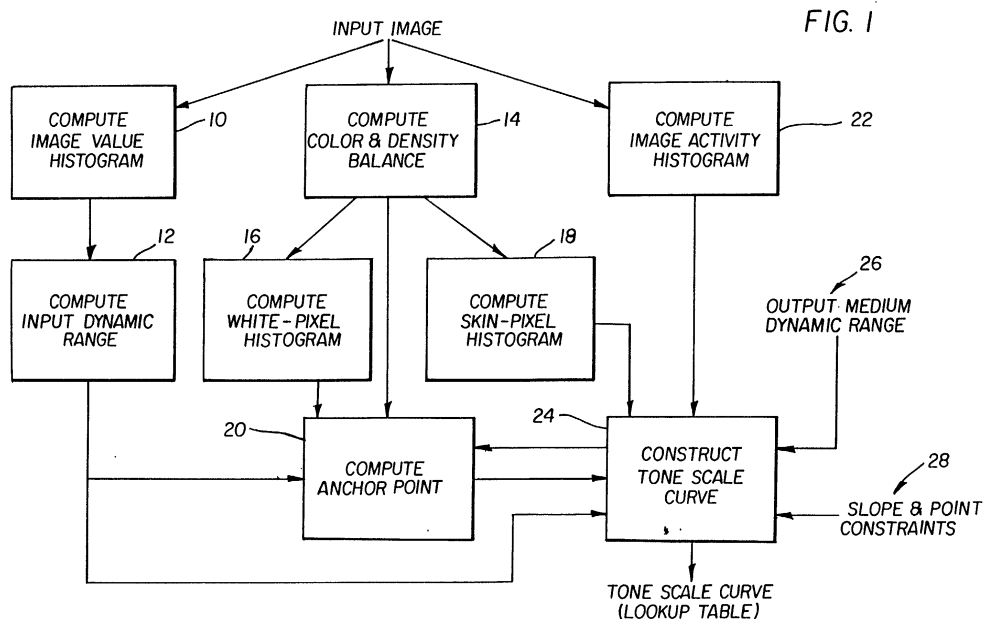 FIG. 1
INPUT IMAGE
COMPUTE
IMAGE VALUE
HISTOGRAM
10
COMPUTE
COLOR & DENSITY
BALANCE
14
COMPUTE
IMAGE ACTIVITY
HISTOGRAM
22
12
COMPUTE
INPUT DYNAMIC
RANGE
16
COMPUTE
WHITE-PIXEL
HISTOGRAM
18
COMPUTE
SKIN-PIXEL
HISTOGRAM
26
OUTPUT MEDIUM
DYNAMIC RANGE
20
COMPUTE
ANCHOR POINT
24
CONSTRUCT
TONE SCALE
CURVE
28
SLOPE & POINT
CONSTRAINTS
TONE SCALE CURVE
(LOOKUP TABLE)